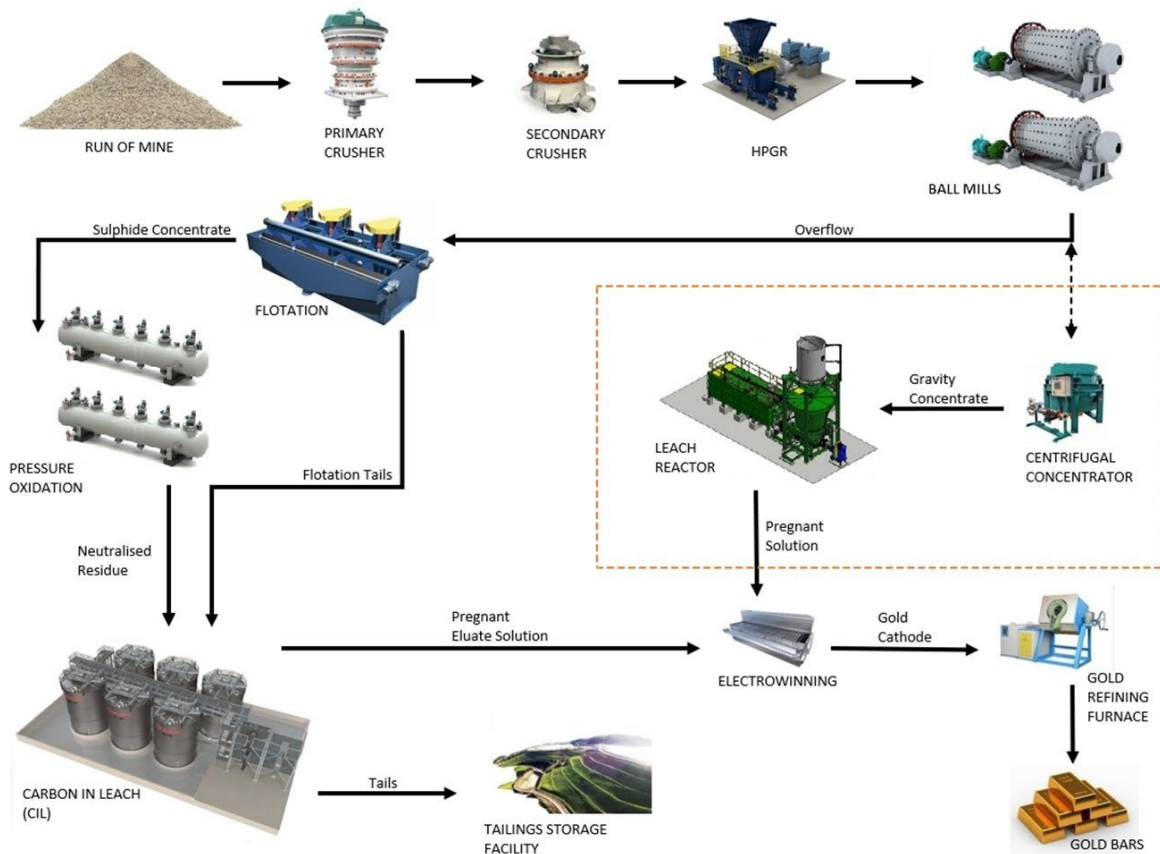 RUN OF MINE
PRIMARY
CRUSHER
SECONDARY
CRUSHER
HPGR
BALL MILLS
Sulphide Concentrate
Overflow
FLOTATION
Gravity
Concentrate
LEACH
REACTOR
CENTRIFUGAL
CONCENTRATOR
PRESSURE
OXIDATION
Flotation Tails
Pregnant
Solution
Neutralised
Residue
Pregnant
Eluate Solution
Gold
Cathode
ELECTROWINNING
GOLD
REFINING
FURNACE
CARBON IN LEACH
(CIL)
Tails
TAILINGS STORAGE
FACILITY
GOLD BARS